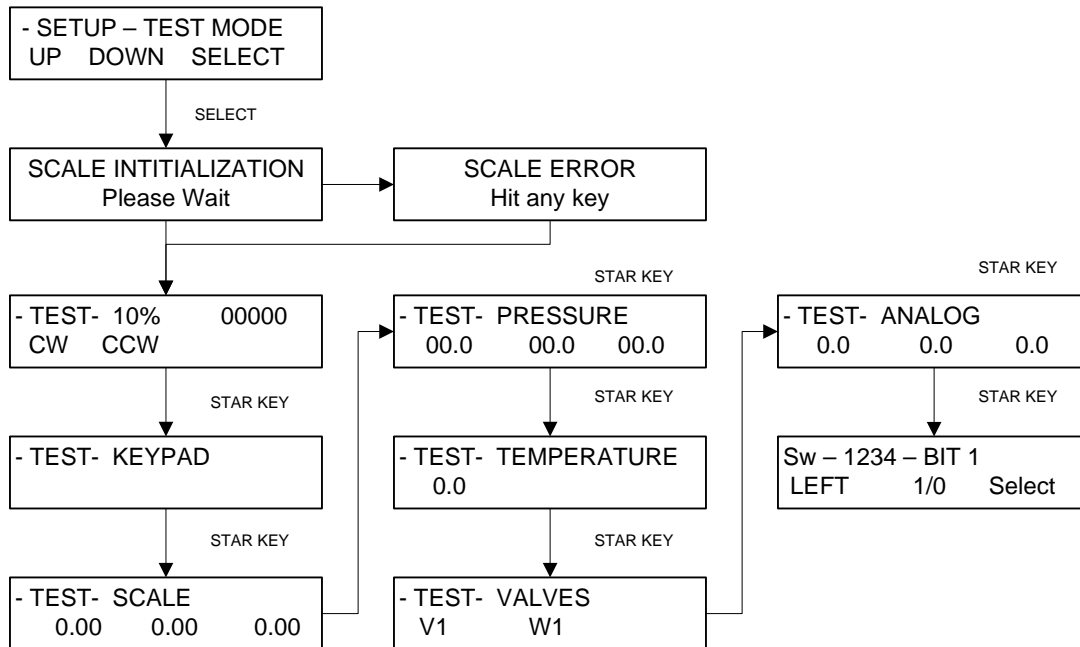 - SETUP – TEST MODE
UP DOWN SELECT
SELECT
SCALE INTITIALIZATION
Please Wait
SCALE ERROR
Hit any key
- TEST- 10% 00000
CW CCW
STAR KEY
- TEST- KEYPAD
STAR KEY
- TEST- SCALE
0.00 0.00 0.00
STAR KEY
- TEST- PRESSURE
00.0 00.0 00.0
STAR KEY
- TEST- TEMPERATURE
0.0
STAR KEY
- TEST- VALVES
V1 W1
STAR KEY
- TEST- ANALOG
0.0 0.0 0.0
STAR KEY
Sw – 1234 – BIT 1
LEFT 1/0 Select